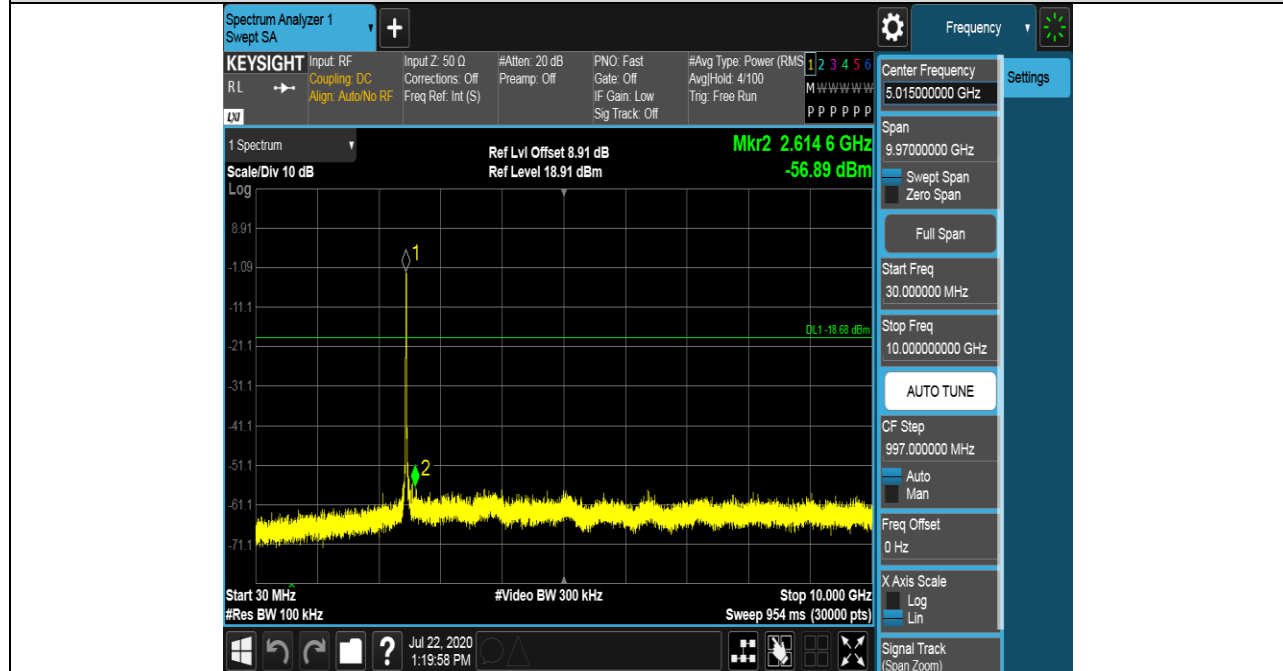 Spectrum Analyzer 1
Swept SA
+
Frequency
KEYSIGHT
RL
LXI
Input: RF
Coupling: DC
Align: Auto/No RF
Input Z: 50 Ω
Corrections: Off
Freq Ref: Int (S)
#Atten: 20 dB
Preamp: Off
PNO: Fast
Gate: Off
IF Gain: Low
Sig Track: Off
#Avg Type: Power (RMS
Avg|Hold: 4/100
Trig: Free Run
1 2 3 4 5 6
M W W W W W
P P P P P P
Center Frequency
5.015000000 GHz
Settings
1 Spectrum
Scale/Div 10 dB
Ref Lvl Offset 8.91 dB
Ref Level 18.91 dBm
Mkr2 2.614 6 GHz
-56.89 dBm
Span
9.97000000 GHz
Swept Span
Zero Span
Full Span
Log
8.91
-1.09
-11.1
-21.1
-31.1
-41.1
-51.1
-61.1
-71.1
1
2
DL1 -18.68 dBm
Start Freq
30.000000 MHz
Stop Freq
10.000000000 GHz
AUTO TUNE
CF Step
997.000000 MHz
Auto
Man
Freq Offset
0 Hz
X Axis Scale
Log
Lin
Signal Track
(Span Zoom)
Start 30 MHz
#Res BW 100 kHz
#Video BW 300 kHz
Stop 10.000 GHz
Sweep 954 ms (30000 pts)
?
Jul 22, 2020
1:19:58 PM